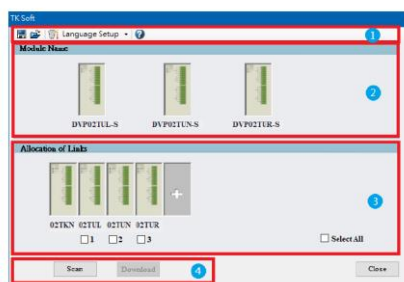 TK Soft
Language Setup
1
Module Name
2
DVP02TUL-S DVP02TUN-S DVP02TUR-S
Allocation of Links
3
02TKN 02TUL 02TUN 02TUR
1 2 3
Select All
Scan Download 4 Close